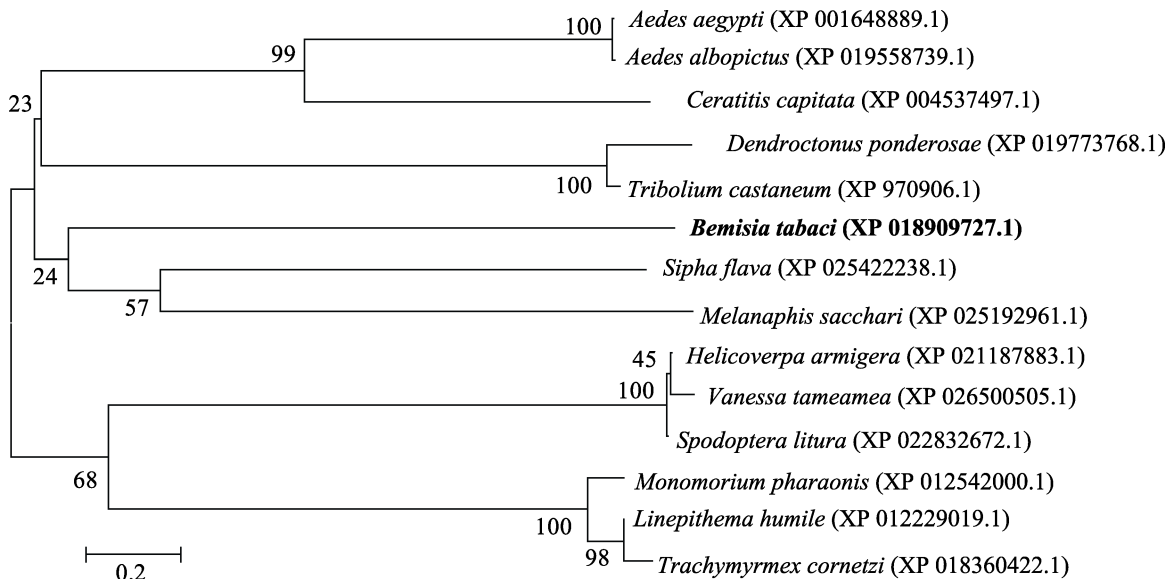 100
Aedes aegypti (XP 001648889.1)
99
Aedes albopictus (XP 019558739.1)
Ceratitis capitata (XP 004537497.1)
23
Dendroctonus ponderosae (XP 019773768.1)
100
Tribolium castaneum (XP 970906.1)
Bemisia tabaci (XP 018909727.1)
24
Sipha flava (XP 025422238.1)
57
Melanaphis sacchari (XP 025192961.1)
45
Helicoverpa armigera (XP 021187883.1)
100
Vanessa tameamea (XP 026500505.1)
Spodoptera litura (XP 022832672.1)
68
Monomorium pharaonis (XP 012542000.1)
100
Linepithema humile (XP 012229019.1)
98
Trachymyrmex cornetzi (XP 018360422.1)
0.2